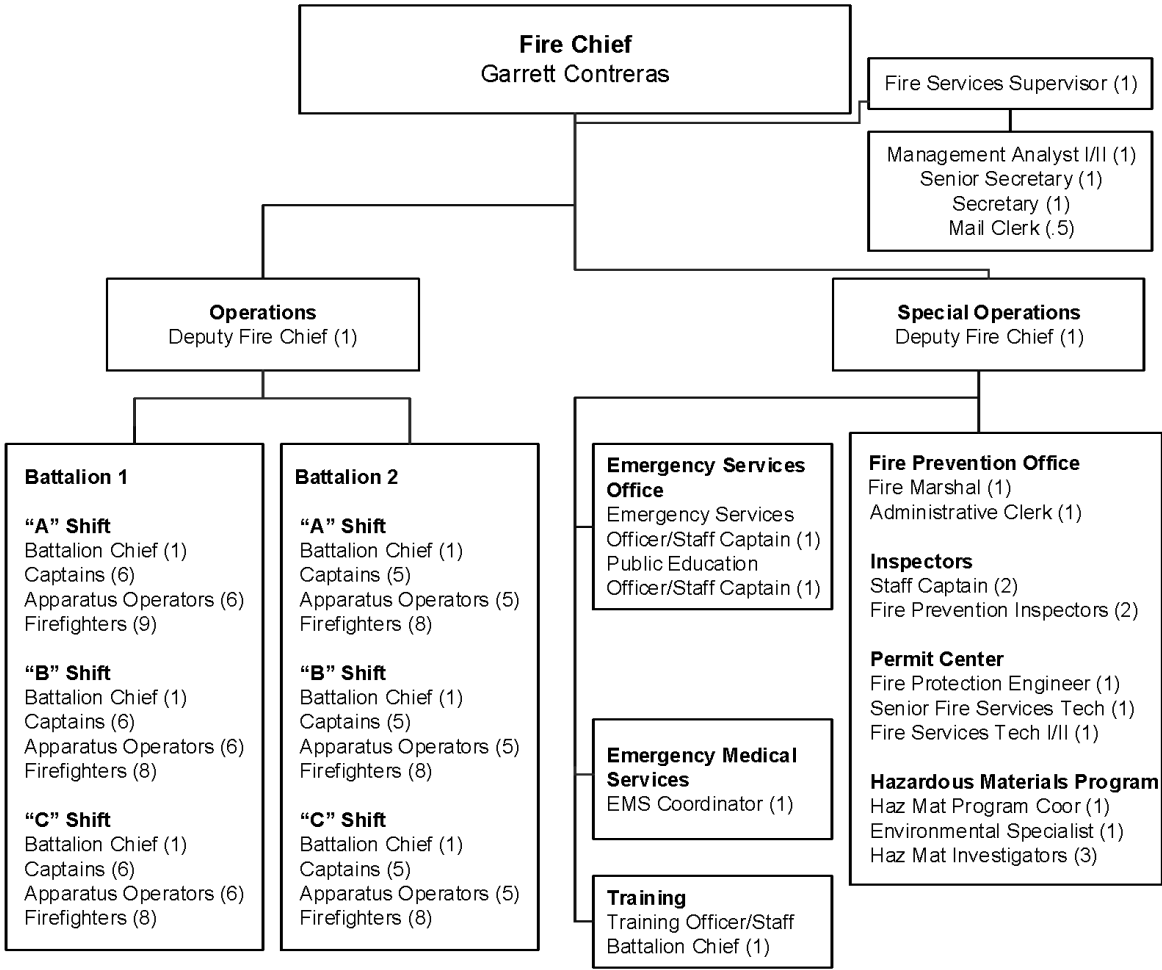 Fire Chief
Garrett Contreras
Fire Services Supervisor (1)
Management Analyst I/II (1)
Senior Secretary (1)
Secretary (1)
Mail Clerk (.5)
Operations
Deputy Fire Chief (1)
Special Operations
Deputy Fire Chief (1)
Battalion 1
“A” Shift
Battalion Chief (1)
Captains (6)
Apparatus Operators (6)
Firefighters (9)
“B” Shift
Battalion Chief (1)
Captains (6)
Apparatus Operators (6)
Firefighters (8)
“C” Shift
Battalion Chief (1)
Captains (6)
Apparatus Operators (6)
Firefighters (8)
Battalion 2
“A” Shift
Battalion Chief (1)
Captains (5)
Apparatus Operators (5)
Firefighters (8)
“B” Shift
Battalion Chief (1)
Captains (5)
Apparatus Operators (5)
Firefighters (8)
“C” Shift
Battalion Chief (1)
Captains (5)
Apparatus Operators (5)
Firefighters (8)
Emergency Services
Office
Emergency Services
Officer/Staff Captain (1)
Public Education
Officer/Staff Captain (1)
Emergency Medical
Services
EMS Coordinator (1)
Training
Training Officer/Staff
Battalion Chief (1)
Fire Prevention Office
Fire Marshal (1)
Administrative Clerk (1)
Inspectors
Staff Captain (2)
Fire Prevention Inspectors (2)
Permit Center
Fire Protection Engineer (1)
Senior Fire Services Tech (1)
Fire Services Tech I/II (1)
Hazardous Materials Program
Haz Mat Program Coor (1)
Environmental Specialist (1)
Haz Mat Investigators (3)